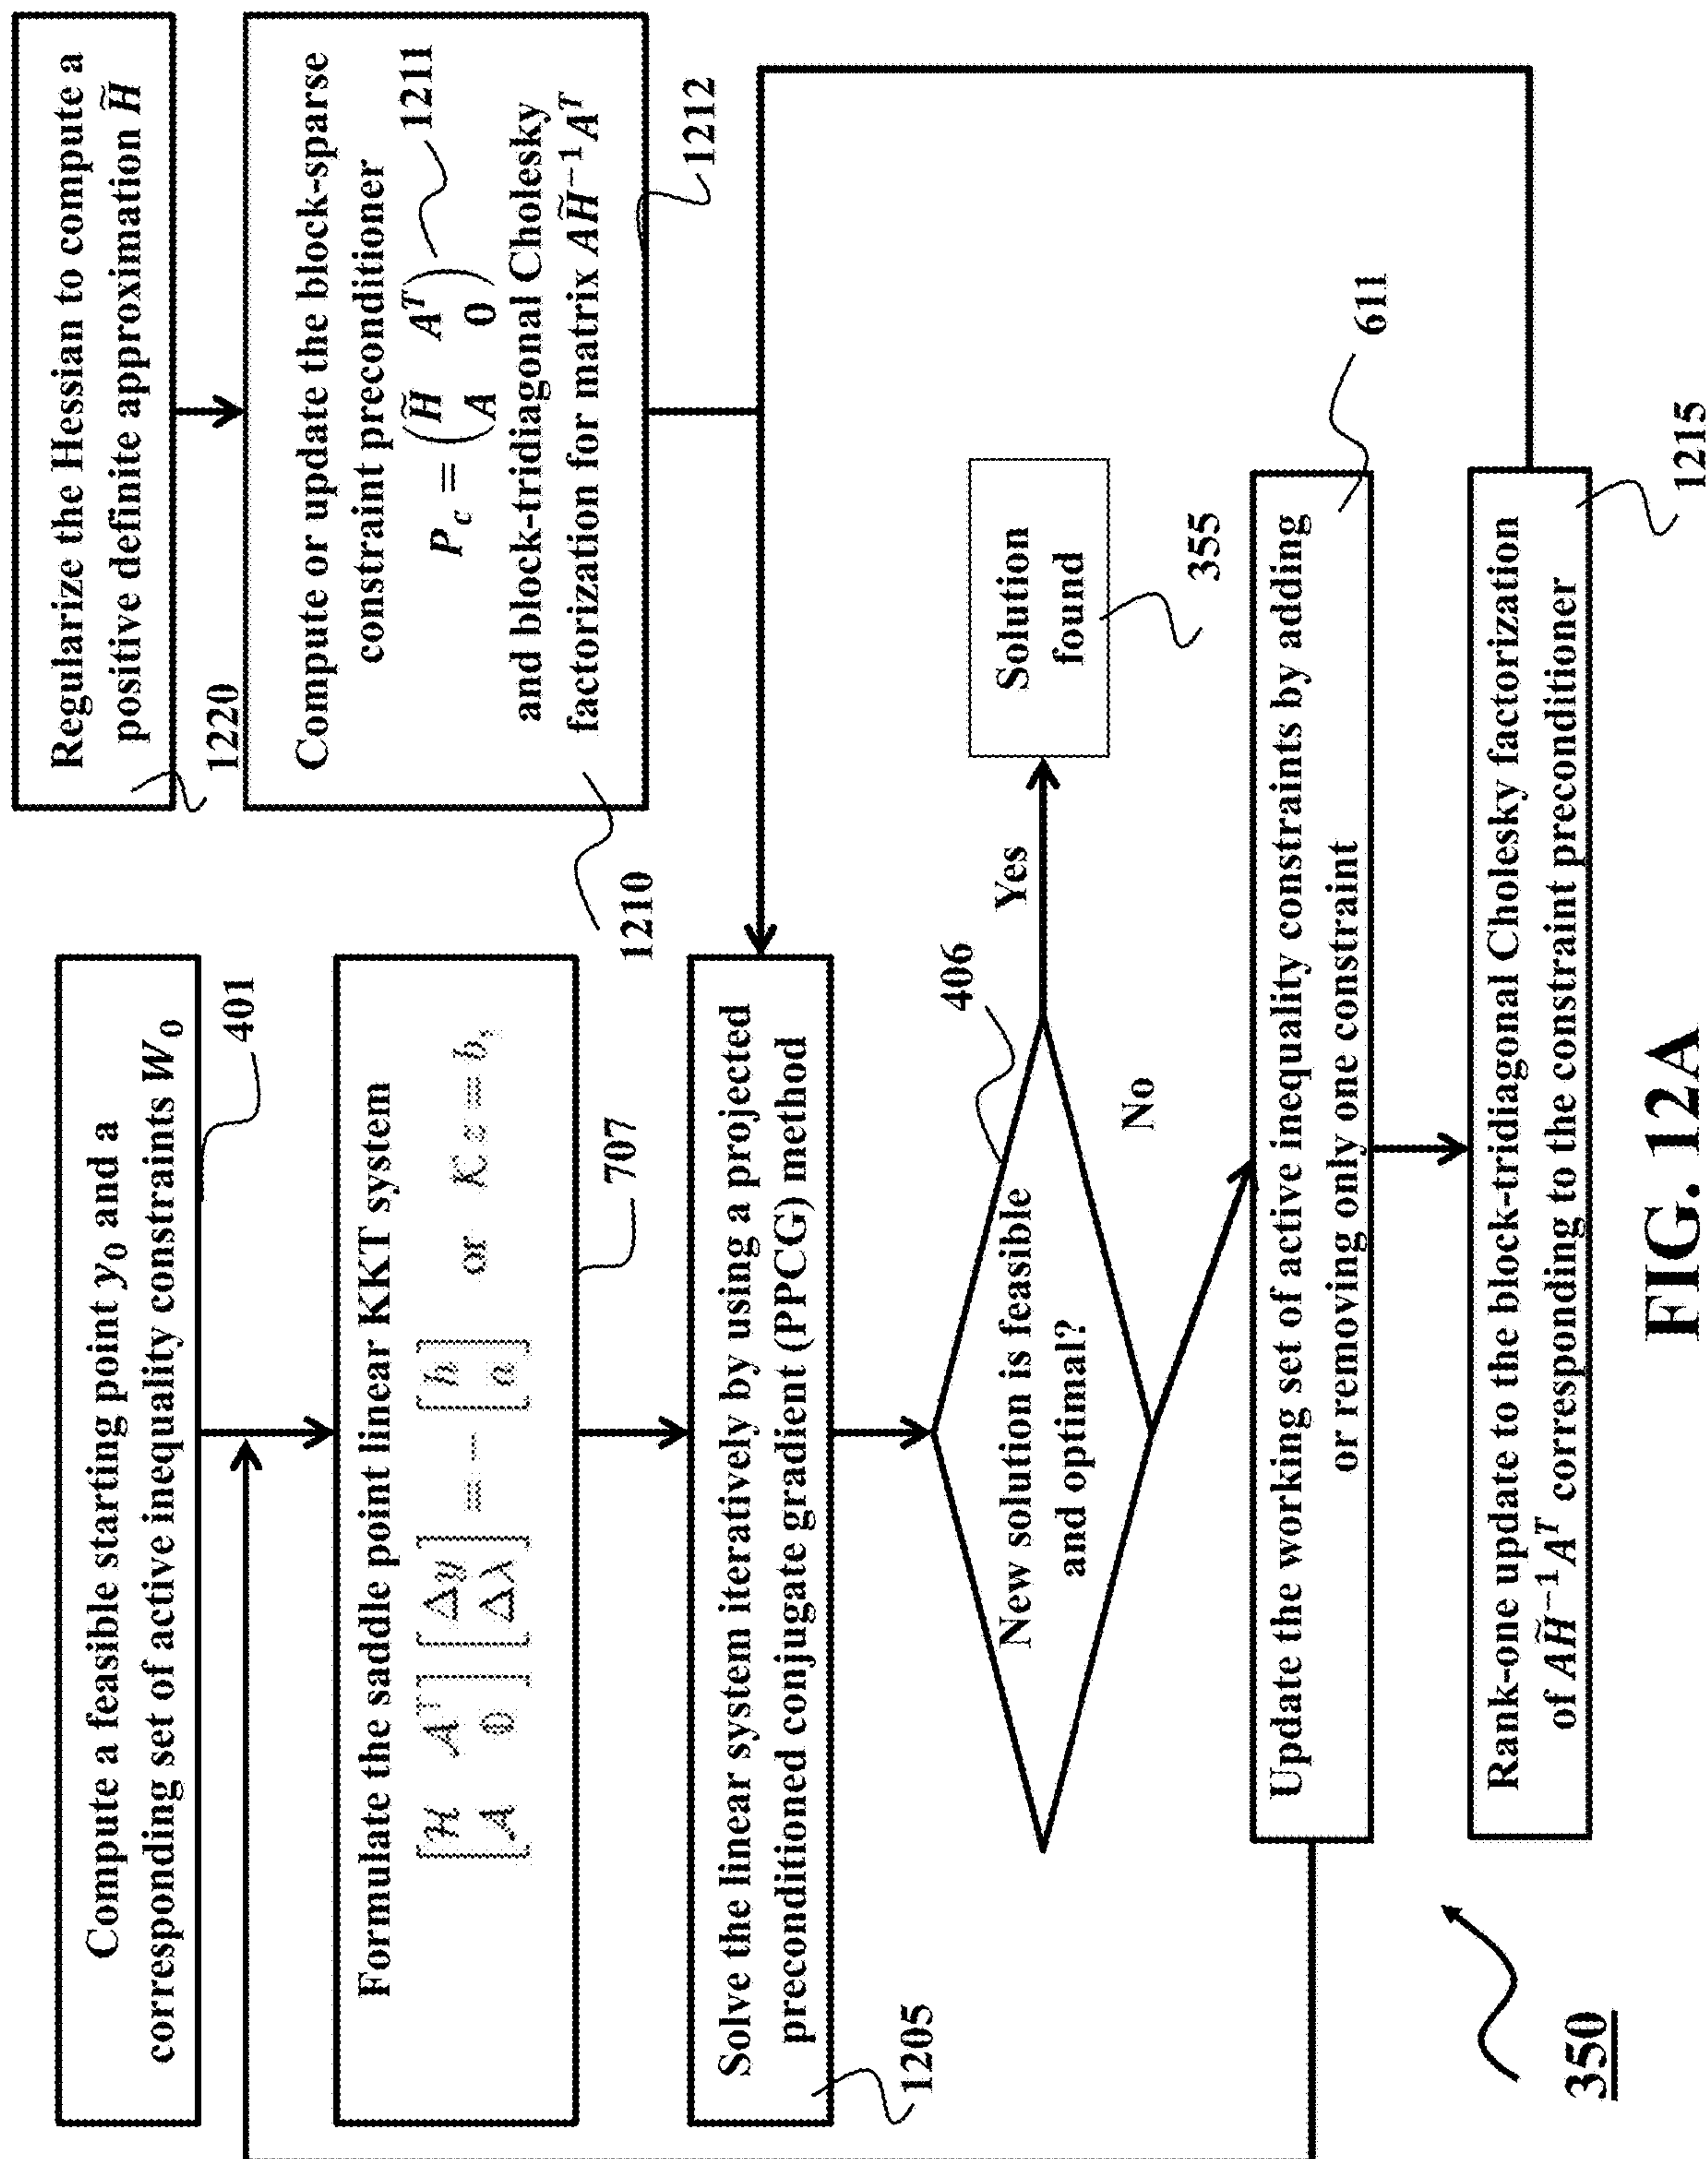 Compute a feasible starting point y₀ and a
corresponding set of active inequality constraints W₀
401
Formulate the saddle point linear KKT system
[ℋ 𝒜ᵀ] [Δy] = − [h] or 𝒦 z = b,
[𝒜 0] [Δλ] [a]
707
Solve the linear system iteratively by using a projected
preconditioned conjugate gradient (PPCG) method
1205
Regularize the Hessian to compute a
positive definite approximation H̃
1220
Compute or update the block-sparse
constraint preconditioner
P_c = (H̃ Aᵀ)
(A 0)
1211
and block-tridiagonal Cholesky
factorization for matrix AH̃⁻¹Aᵀ
1212
1210
New solution is feasible
and optimal?
406
Yes
Solution
found
355
No
Update the working set of active inequality constraints by adding
or removing only one constraint
611
Rank-one update to the block-tridiagonal Cholesky factorization
of AH̃⁻¹Aᵀ corresponding to the constraint preconditioner
1215
350
FIG. 12A